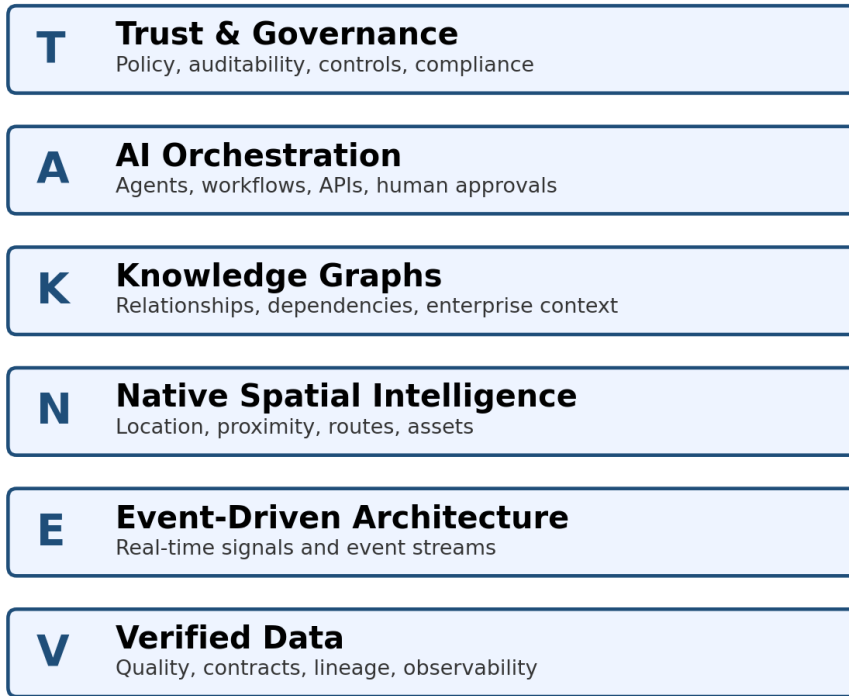 T
Trust & Governance
Policy, auditability, controls, compliance
A
AI Orchestration
Agents, workflows, APIs, human approvals
K
Knowledge Graphs
Relationships, dependencies, enterprise context
N
Native Spatial Intelligence
Location, proximity, routes, assets
E
Event-Driven Architecture
Real-time signals and event streams
V
Verified Data
Quality, contracts, lineage, observability